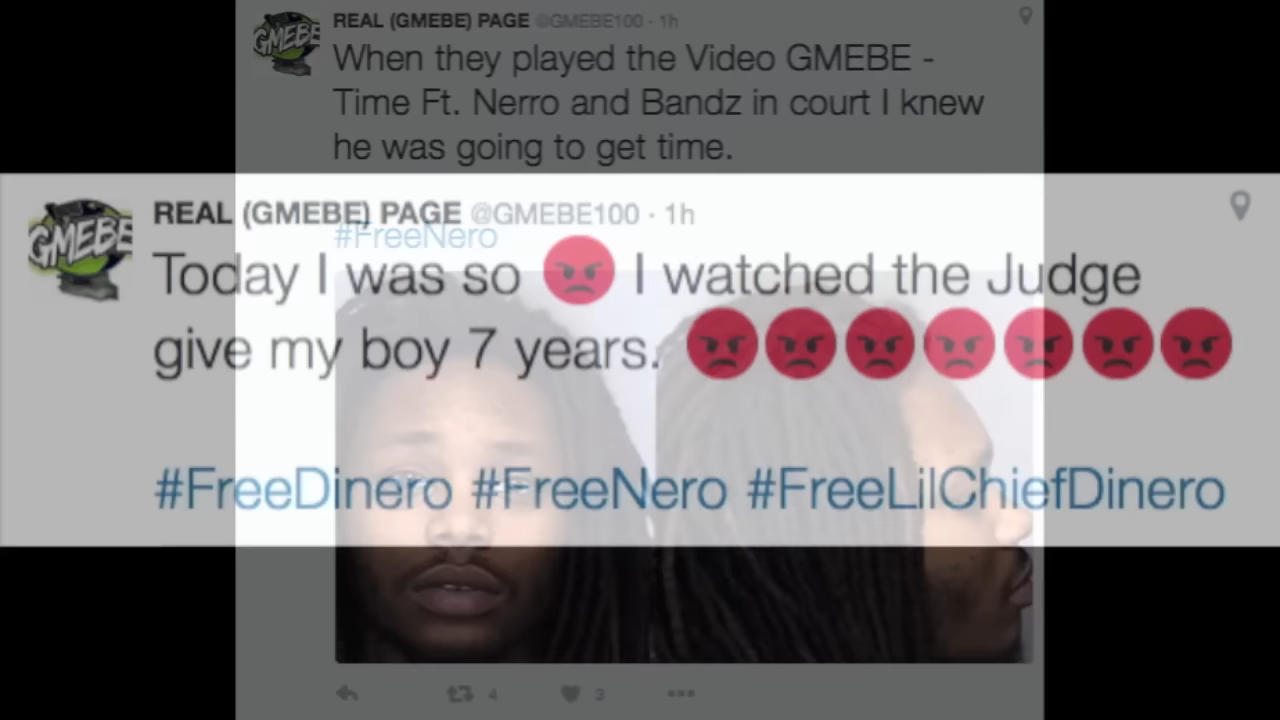 GMEBE
REAL (GMEBE) PAGE @GMEBE100 · 1h
When they played the Video GMEBE -
Time Ft. Nerro and Bandz in court I knew
he was going to get time.
GMEBE
REAL (GMEBE) PAGE @GMEBE100 · 1h
#FreeNero
Today I was so 😡 I watched the Judge
give my boy 7 years. 😡😡😡😡😡😡😡
#FreeDinero #FreeNero #FreeLilChiefDinero
4 3